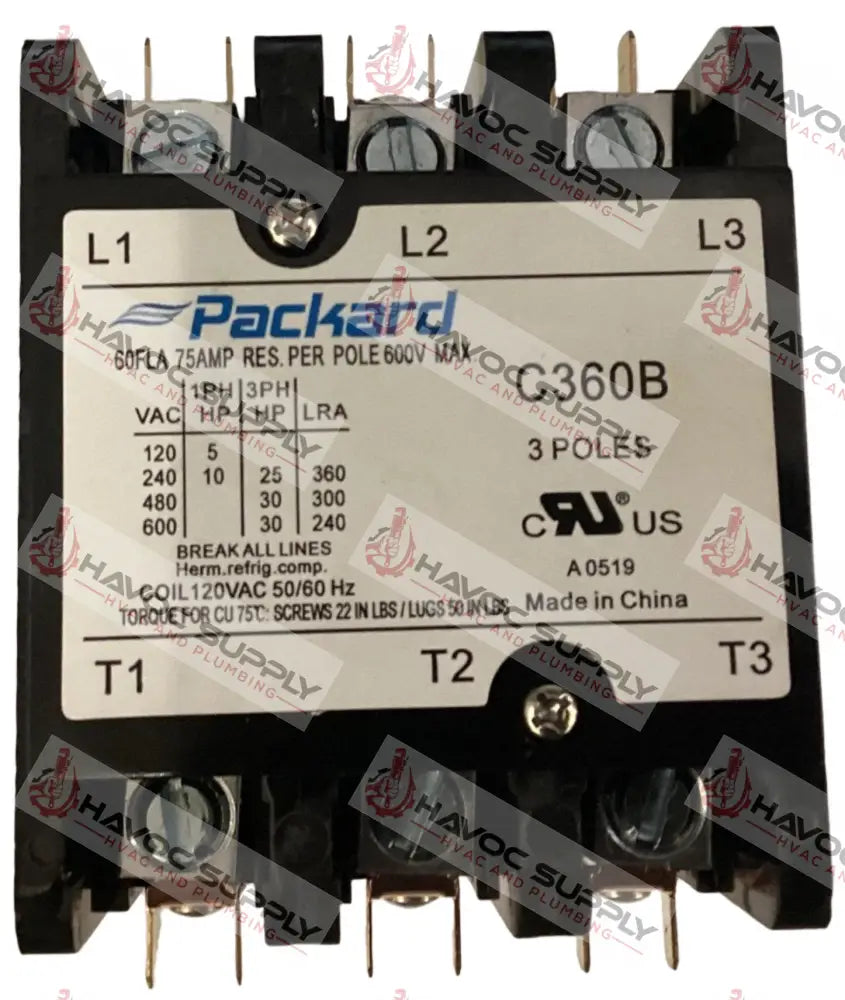 L1 L2 L3
Packard
60FLA 75AMP RES. PER POLE 600V MAX
C360B
1PH 3PH
VAC HP HP LRA
3 POLES
120 5
240 10 25 360
480 30 300
600 30 240
C RU® US
BREAK ALL LINES
Herm.refrig.comp.
A0519
COIL120VAC 50/60 Hz
TORQUE FOR CU 75℃: SCREWS 22 IN LBS / LUGS 50 IN LBS
Made in China
T1 T2 T3
HAVOC SUPPLY
HVAC AND PLUMBING